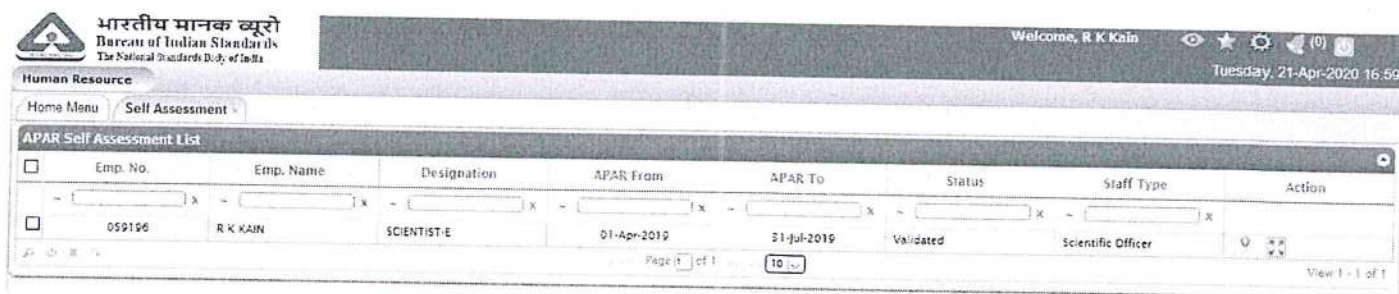 भारतीय मानक ब्यूरो
Bureau of Indian Standards
The National Standards Body of India
Welcome, R K Kain
(0)
Tuesday, 21-Apr-2020 16:59
Human Resource
Home Menu Self Assessment
APAR Self Assessment List
Emp. No. Emp. Name Designation APAR From APAR To Status Staff Type Action
~ x ~ x ~ x ~ x ~ x ~ x ~ x
059196 R K KAIN SCIENTIST-E 01-Apr-2019 31-Jul-2019 Validated Scientific Officer
Page 1 of 1 10 View 1 - 1 of 1